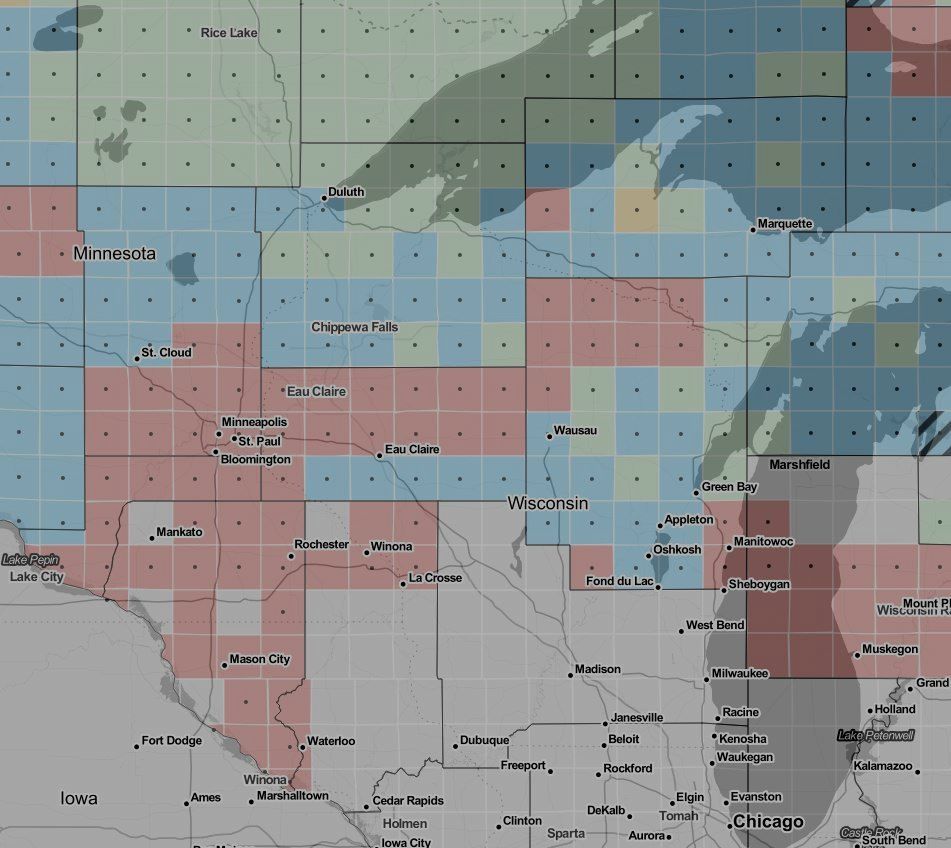 Rice Lake
Duluth
Marquette
Minnesota
Chippewa Falls
St. Cloud
Eau Claire
Minneapolis
St. Paul
Bloomington
Eau Claire
Wausau
Marshfield
Green Bay
Wisconsin
Appleton
Mankato
Rochester
Winona
Manitowoc
Oshkosh
Lake Pepin
Lake City
La Crosse
Fond du Lac
Sheboygan
Mount P
Wisconsin Ra
West Bend
Muskegon
Mason City
Madison
Milwaukee
Grand
Holland
Racine
Janesville
Lake Petenwell
Fort Dodge
Waterloo
Dubuque
Beloit
Kenosha
Waukegan
Freeport
Rockford
Kalamazoo
Winona
Iowa
Ames
Marshalltown
Cedar Rapids
Elgin
Evanston
DeKalb
Tomah
Holmen
Clinton
Sparta
Chicago
Aurora
Castle Rock
South Bend
Iowa City